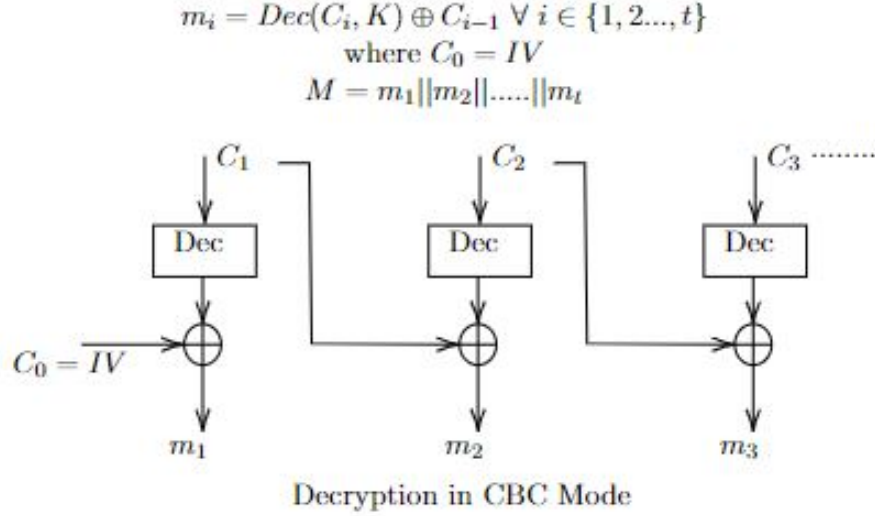 m_i = Dec(C_i, K) ⊕ C_{i−1} ∀ i ∈ {1, 2..., t}
where C_0 = IV
M = m_1||m_2||.....||m_t
C_1
C_2
C_3 ........
Dec
Dec
Dec
C_0 = IV
m_1
m_2
m_3
Decryption in CBC Mode